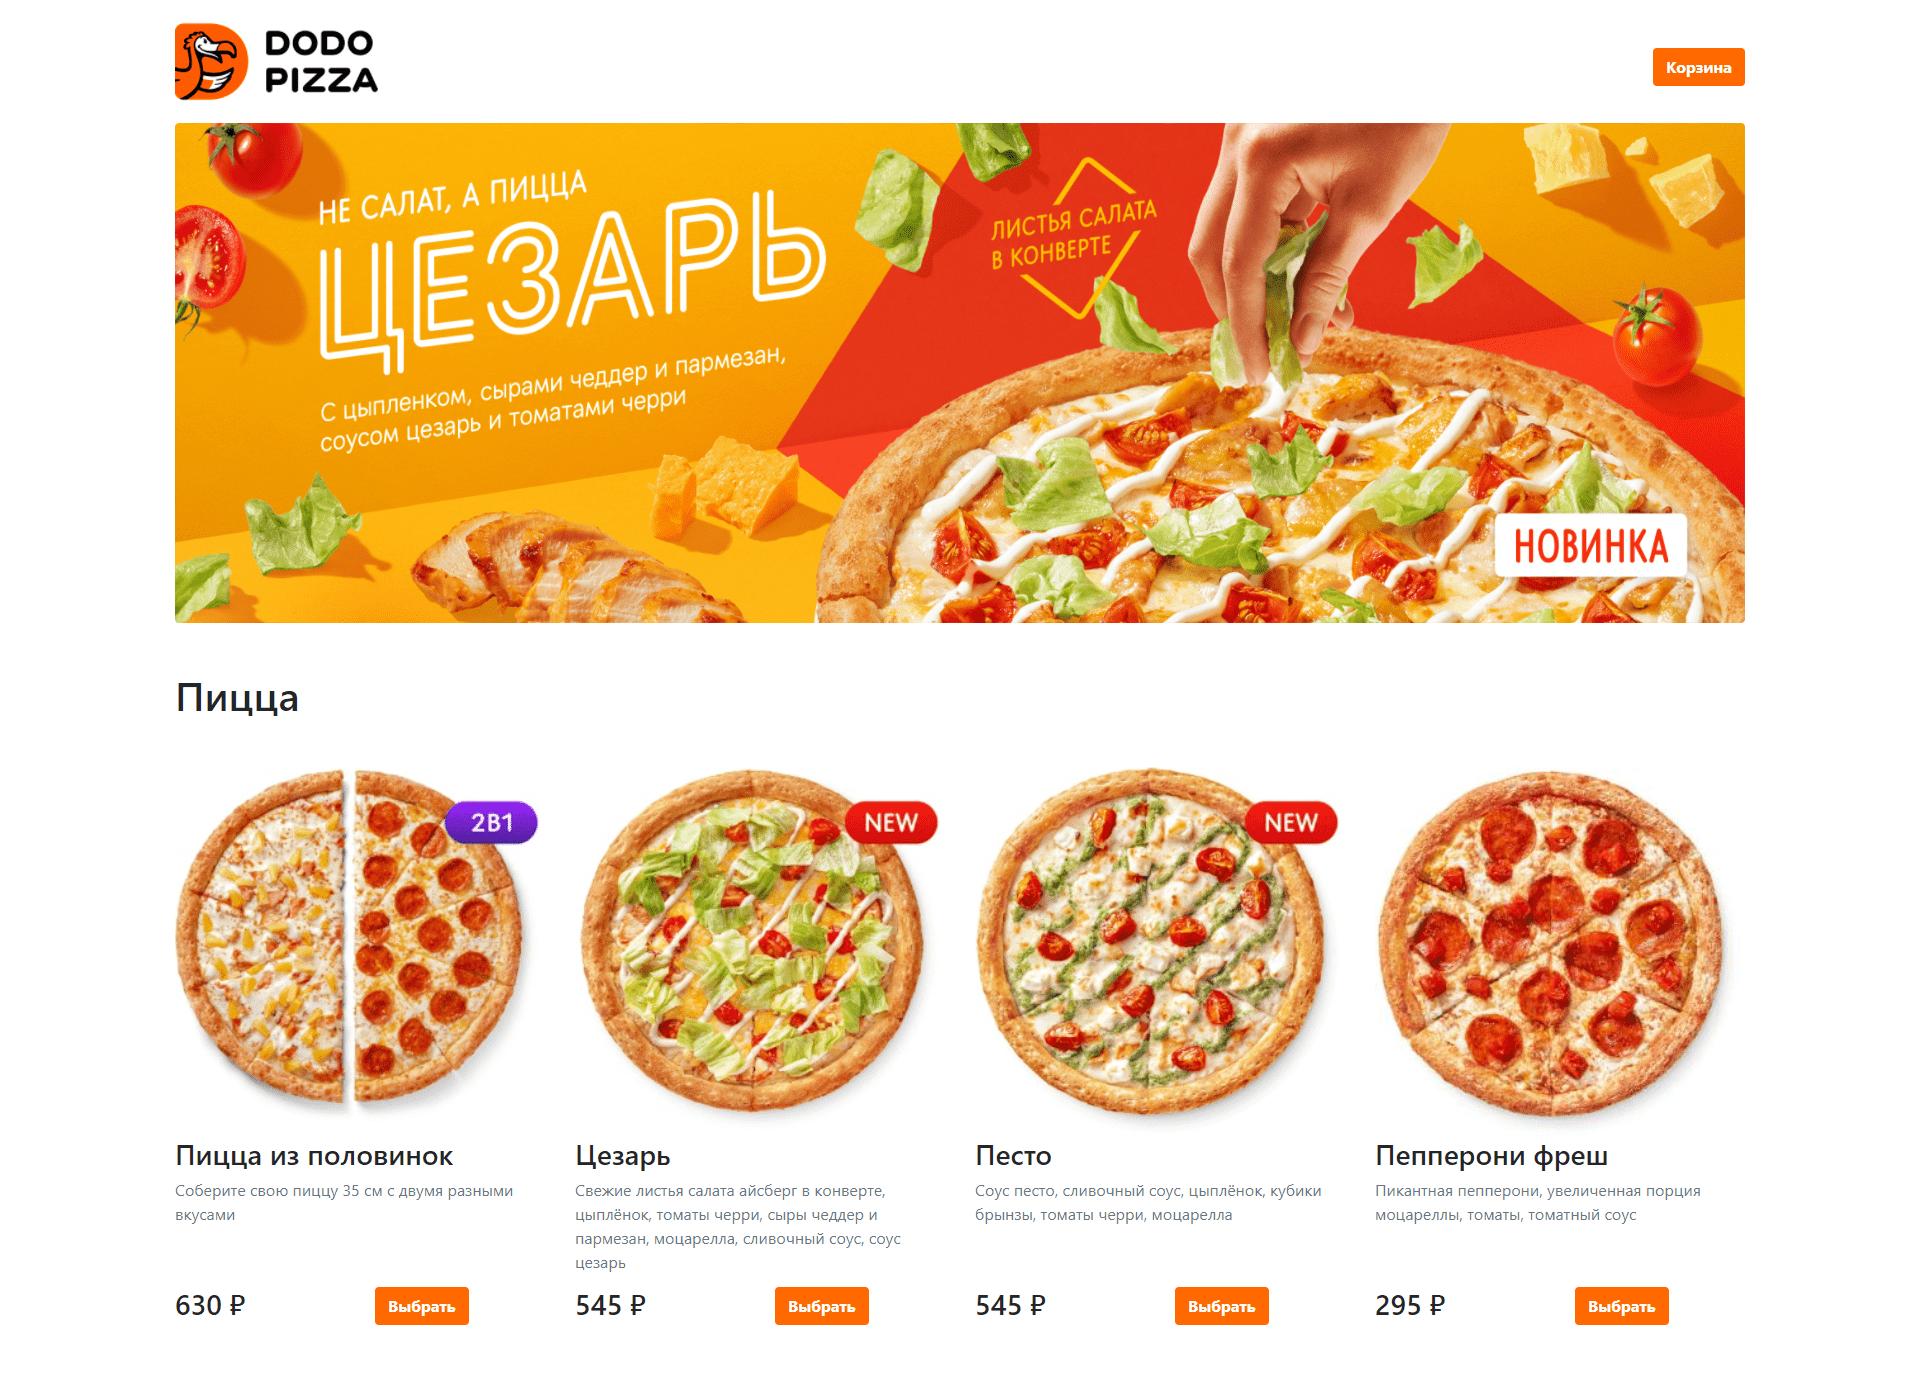 DODO
PIZZA
Корзина
НЕ САЛАТ, А ПИЦЦА
ЦЕЗАРЬ
С цыпленком, сырами чеддер и пармезан,
соусом цезарь и томатами черри
ЛИСТЬЯ САЛАТА
В КОНВЕРТЕ
НОВИНКА
Пицца
2В1
NEW
NEW
Пицца из половинок
Соберите свою пиццу 35 см с двумя разными
вкусами
630 ₽
Выбрать
Цезарь
Свежие листья салата айсберг в конверте,
цыплёнок, томаты черри, сыры чеддер и
пармезан, моцарелла, сливочный соус, соус
цезарь
545 ₽
Выбрать
Песто
Соус песто, сливочный соус, цыплёнок, кубики
брынзы, томаты черри, моцарелла
545 ₽
Выбрать
Пепперони фреш
Пикантная пепперони, увеличенная порция
моцареллы, томаты, томатный соус
295 ₽
Выбрать